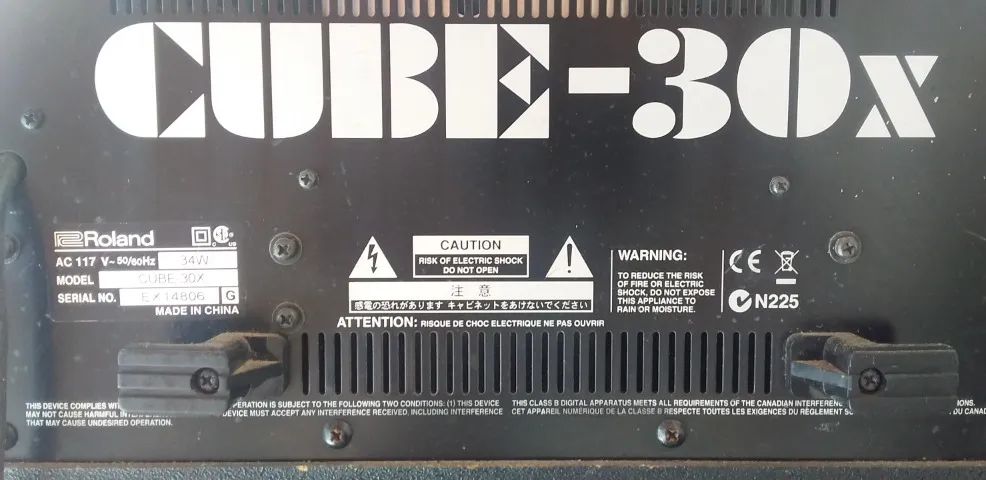 CUBE-30X
Roland
C US
AC 117 V~ 50/60Hz 34W
MODEL CUBE 30X
SERIAL NO. EX14806 G
MADE IN CHINA
CAUTION
RISK OF ELECTRIC SHOCK
DO NOT OPEN
注 意
感電の恐れがあります キャビネットをあけないでください
ATTENTION: RISQUE DE CHOC ELECTRIQUE NE PAS OUVRIR
WARNING:
TO REDUCE THE RISK
OF FIRE OR ELECTRIC
SHOCK, DO NOT EXPOSE
THIS APPLIANCE TO
RAIN OR MOISTURE.
CE
N225
THIS DEVICE COMPLIES OPERATION IS SUBJECT TO THE FOLLOWING TWO CONDITIONS: (1) THIS DEVICE
MAY NOT CAUSE HARMFUL DEVICE MUST ACCEPT ANY INTERFERENCE RECEIVED, INCLUDING INTERFERENCE
THAT MAY CAUSE UNDESIRED OPERATION.
THIS CLASS B DIGITAL APPARATUS MEETS ALL REQUIREMENTS OF THE CANADIAN
CET APPAREIL NUMÉRIQUE DE LA CLASSE B RESPECTE TOUTES LES EXIGENCES DU RÈGLEMENT DU